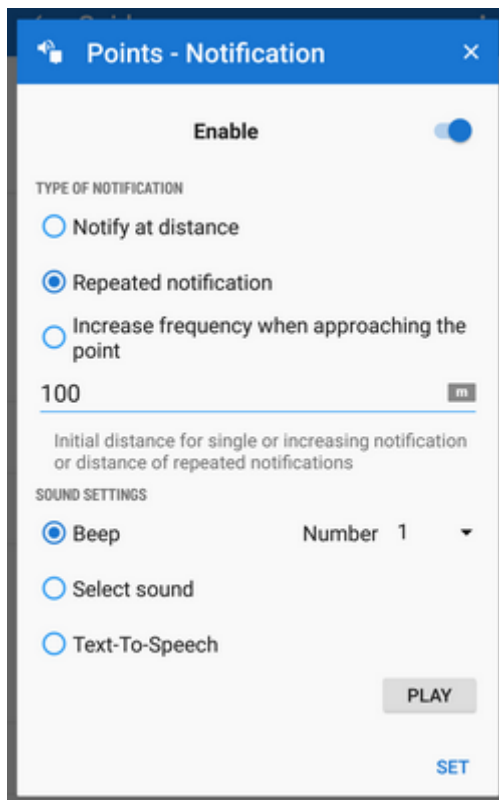 Points - Notification
Enable
TYPE OF NOTIFICATION
Notify at distance
Repeated notification
Increase frequency when approaching the
point
100 m
Initial distance for single or increasing notification
or distance of repeated notifications
SOUND SETTINGS
Beep Number 1
Select sound
Text-To-Speech
PLAY
SET